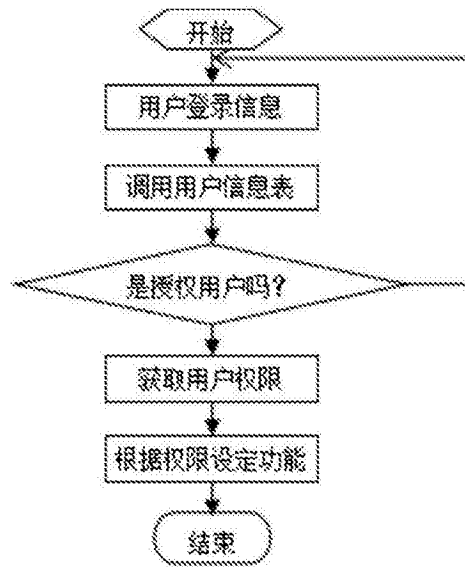 开始
用户登录信息
调用用户信息表
是授权用户吗?
获取用户权限
根据权限设定功能
结束